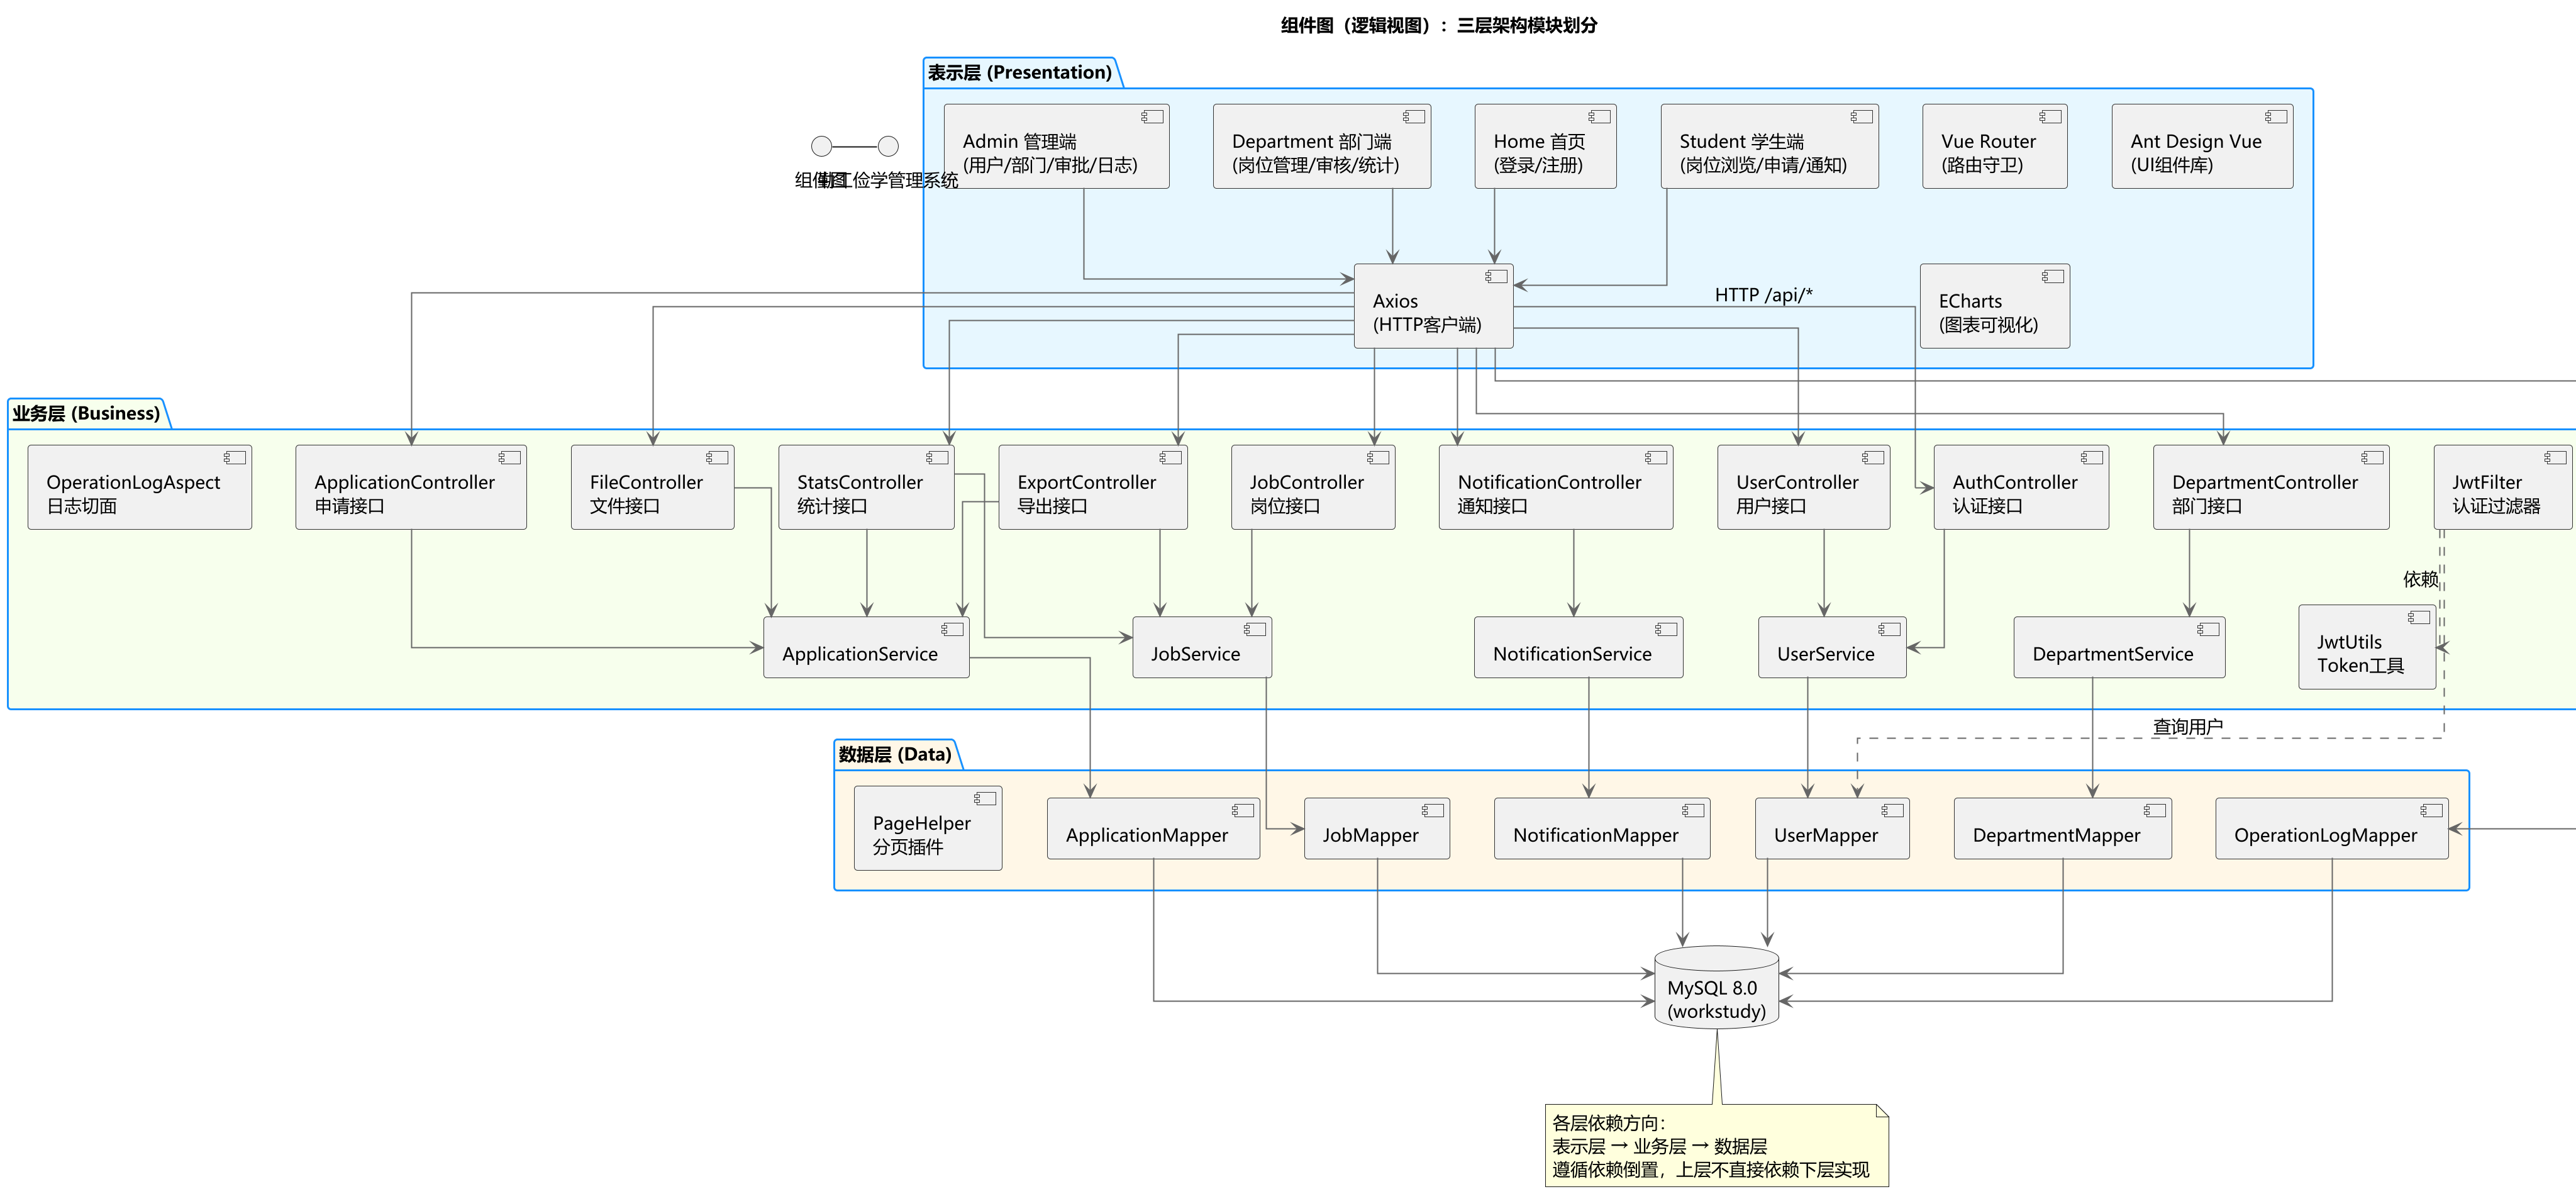 组件图（逻辑视图）：三层架构模块划分
表示层 (Presentation)
Admin 管理端
(用户/部门/审批/日志)
Department 部门端
(岗位管理/审核/统计)
Home 首页
(登录/注册)
Student 学生端
(岗位浏览/申请/通知)
Vue Router
(路由守卫)
Ant Design Vue
(UI组件库)
组件图
勤工俭学管理系统
Axios
(HTTP客户端)
HTTP /api/*
ECharts
(图表可视化)
业务层 (Business)
OperationLogAspect
日志切面
ApplicationController
申请接口
FileController
文件接口
StatsController
统计接口
ExportController
导出接口
JobController
岗位接口
NotificationController
通知接口
UserController
用户接口
AuthController
认证接口
DepartmentController
部门接口
JwtFilter
认证过滤器
依赖
ApplicationService
JobService
NotificationService
UserService
DepartmentService
JwtUtils
Token工具
查询用户
数据层 (Data)
PageHelper
分页插件
ApplicationMapper
JobMapper
NotificationMapper
UserMapper
DepartmentMapper
OperationLogMapper
MySQL 8.0
(workstudy)
各层依赖方向：
表示层 → 业务层 → 数据层
遵循依赖倒置，上层不直接依赖下层实现